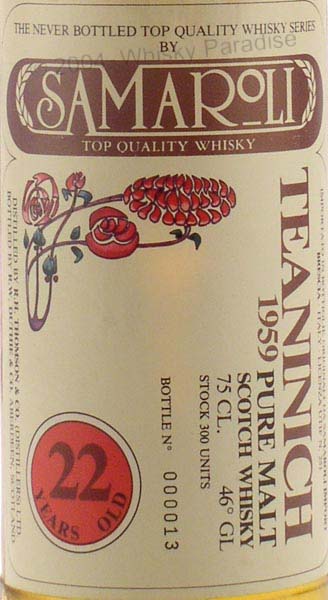 THE NEVER BOTTLED TOP QUALITY WHISKY SERIES
BY
© 2004, Whisky Paradise
SAMAROLI
TOP QUALITY WHISKY
TEANINICH
1959 PURE MALT
SCOTCH WHISKY
75 CL. 46° GL
STOCK 300 UNITS
BOTTLE N° 000013
22
YEARS OLD
DISTILLED BY R.H. THOMSON & CO. (DISTILLERS) LTD.
BOTTLED BY R.W. DUTHIE & CO. ABERDEEN, SCOTLAND